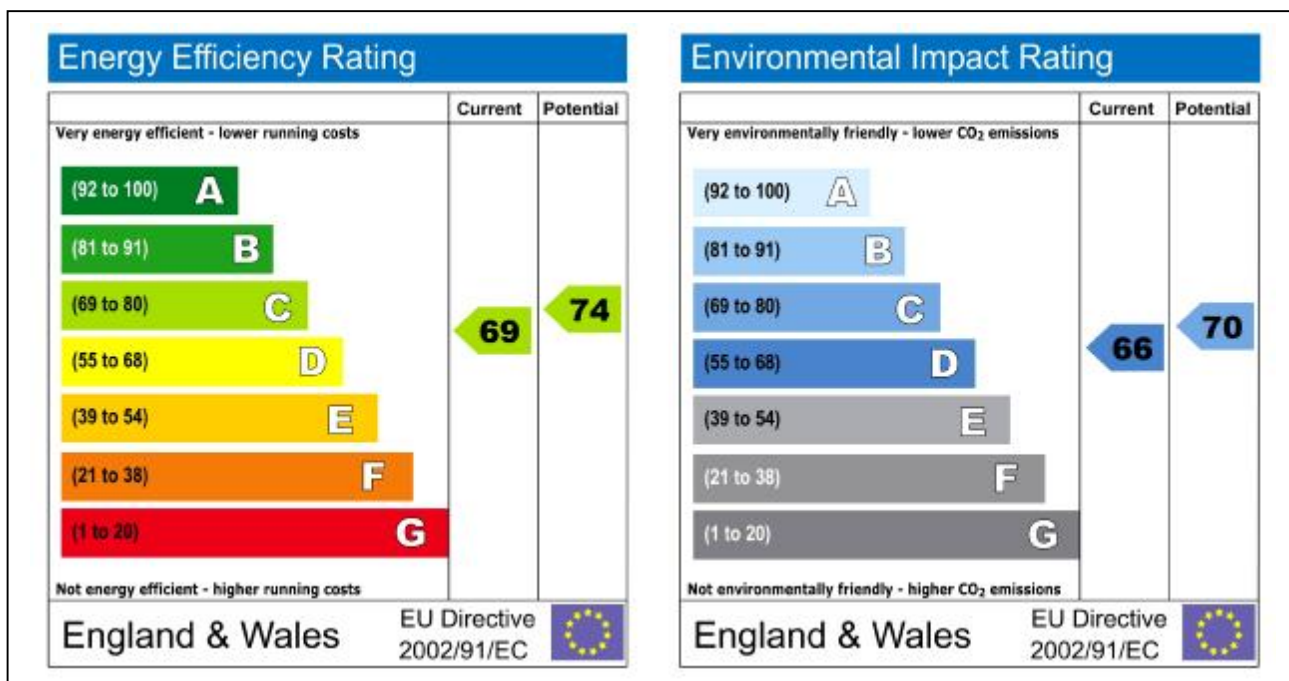 Energy Efficiency Rating
Current Potential
Very energy efficient - lower running costs
(92 to 100) A
(81 to 91) B
(69 to 80) C
(55 to 68) D
(39 to 54) E
(21 to 38) F
(1 to 20) G
69
74
Not energy efficient - higher running costs
England & Wales
EU Directive
2002/91/EC
Environmental Impact Rating
Current Potential
Very environmentally friendly - lower CO₂ emissions
(92 to 100) A
(81 to 91) B
(69 to 80) C
(55 to 68) D
(39 to 54) E
(21 to 38) F
(1 to 20) G
66
70
Not environmentally friendly - higher CO₂ emissions
England & Wales
EU Directive
2002/91/EC